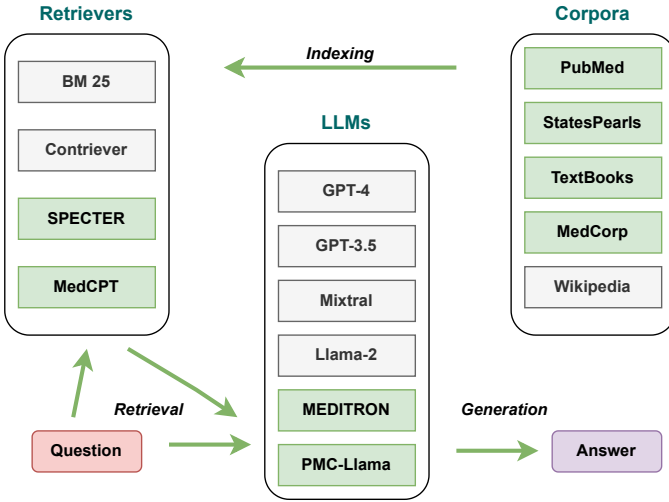 Retrievers
BM 25
Contriever
SPECTER
MedCPT
Indexing
Corpora
PubMed
StatesPearls
TextBooks
MedCorp
Wikipedia
LLMs
GPT-4
GPT-3.5
Mixtral
Llama-2
MEDITRON
PMC-Llama
Question
Retrieval
Generation
Answer